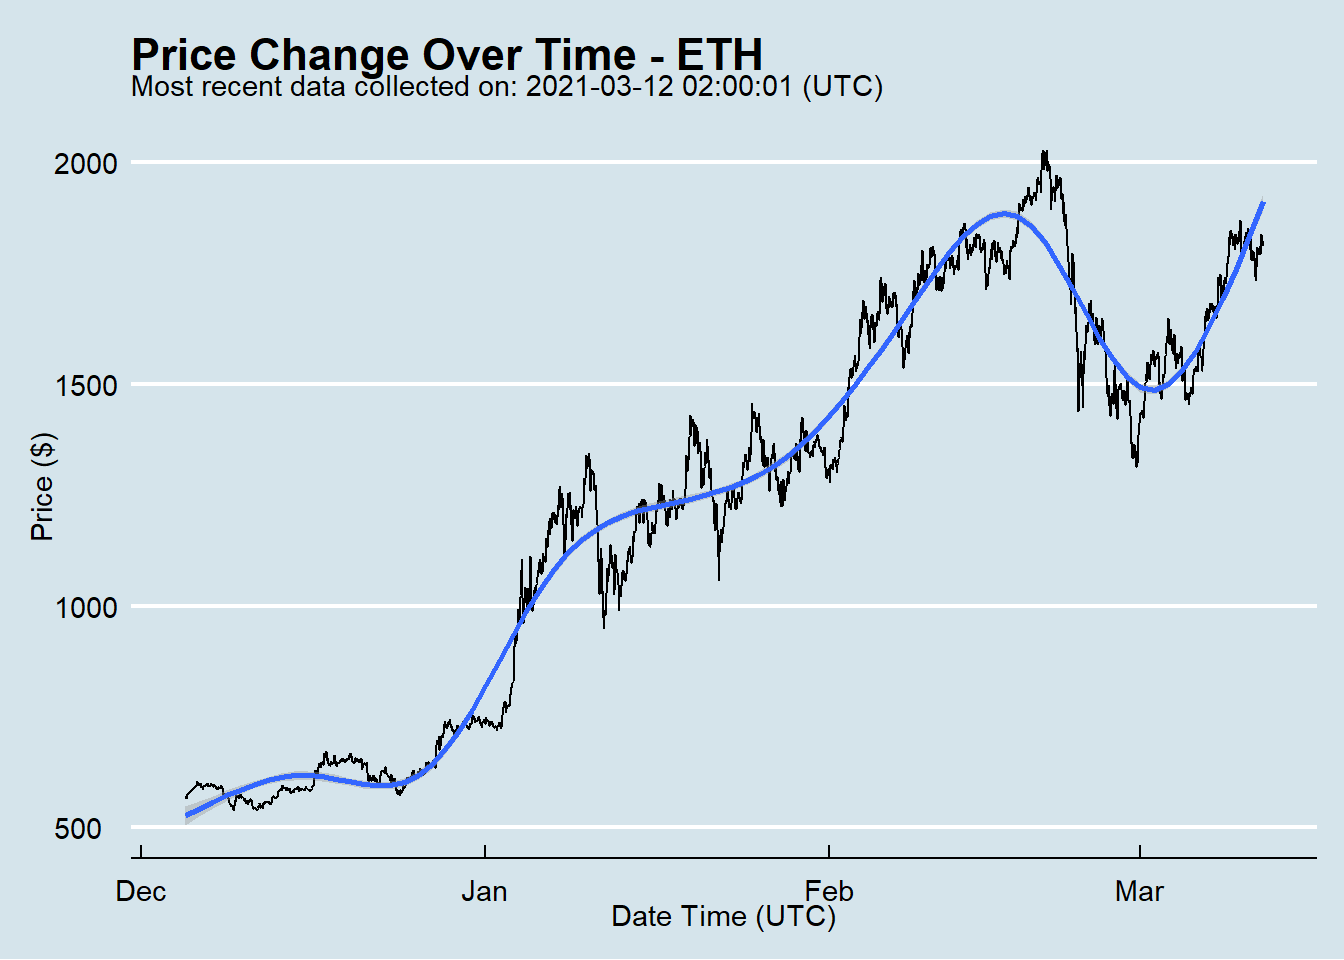 Price Change Over Time - ETH
Most recent data collected on: 2021-03-12 02:00:01 (UTC)
2000
1500
1000
500
Price ($)
Dec Jan Feb Mar
Date Time (UTC)